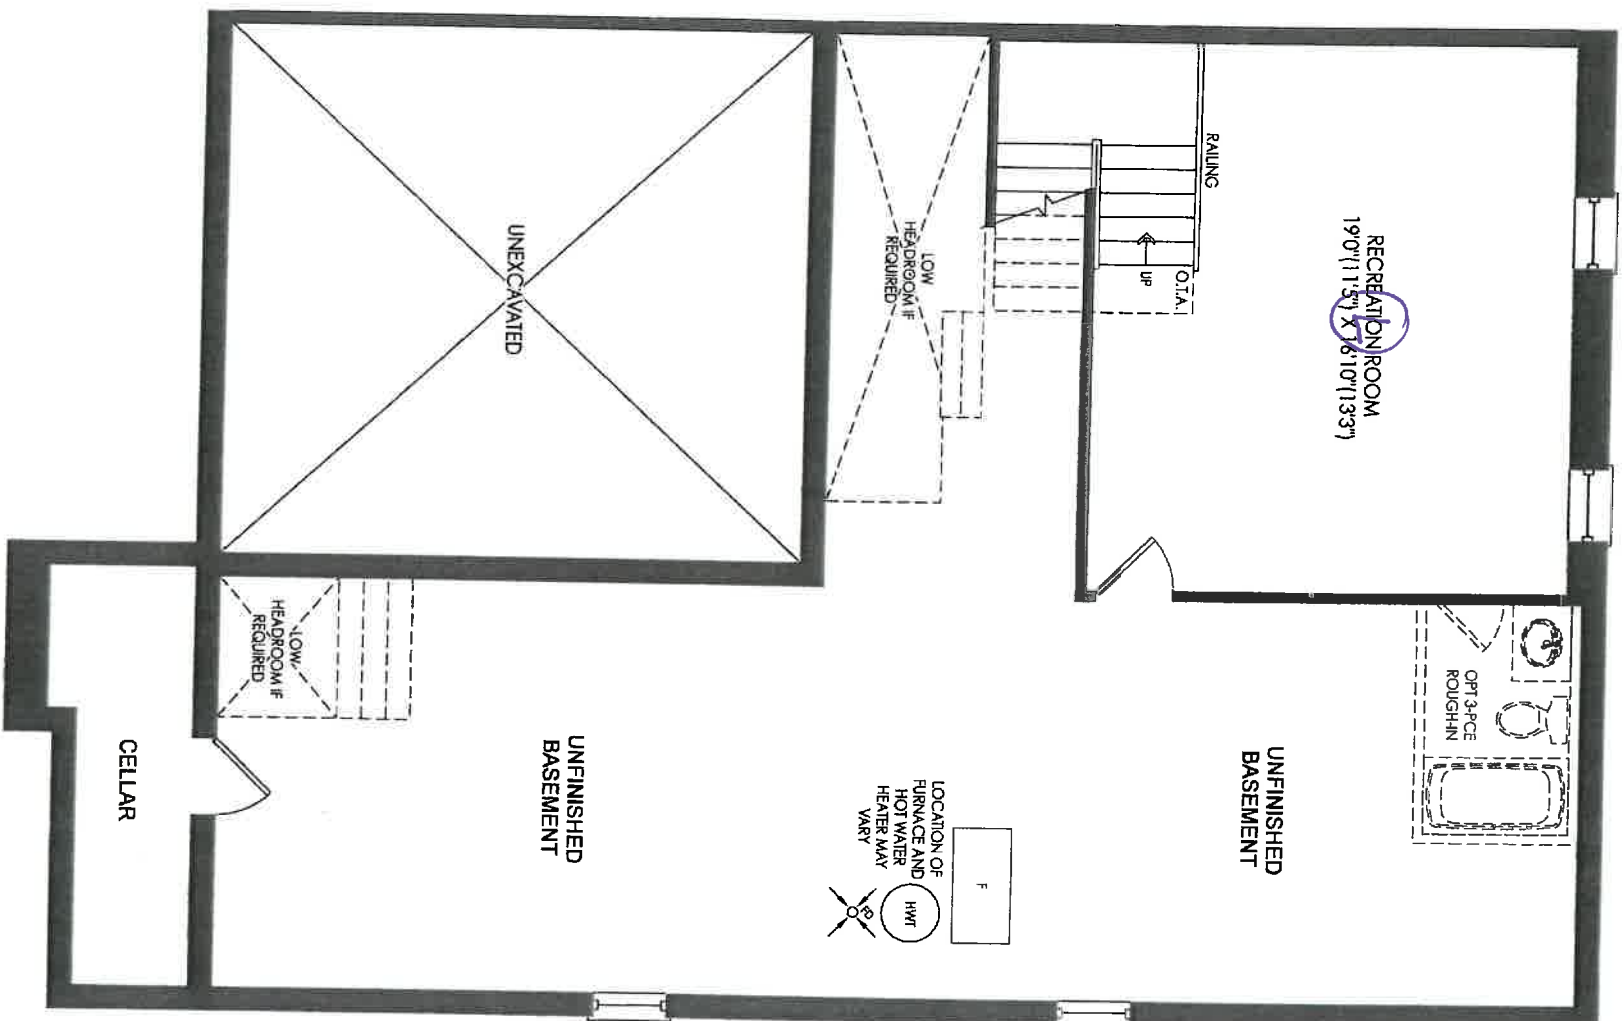 RECREATION ROOM
19'0"(11'5") X 16'10"(13'3")
RAILING
O.T.A.
UP
LOW
HEADROOM IF
REQUIRED
UNEXCAVATED
OPT 3-PCE
ROUGH-IN
UNFINISHED
BASEMENT
F
HWT
FD
LOCATION OF
FURNACE AND
HOT WATER
HEATER MAY
VARY
UNFINISHED
BASEMENT
LOW
HEADROOM IF
REQUIRED
CELLAR